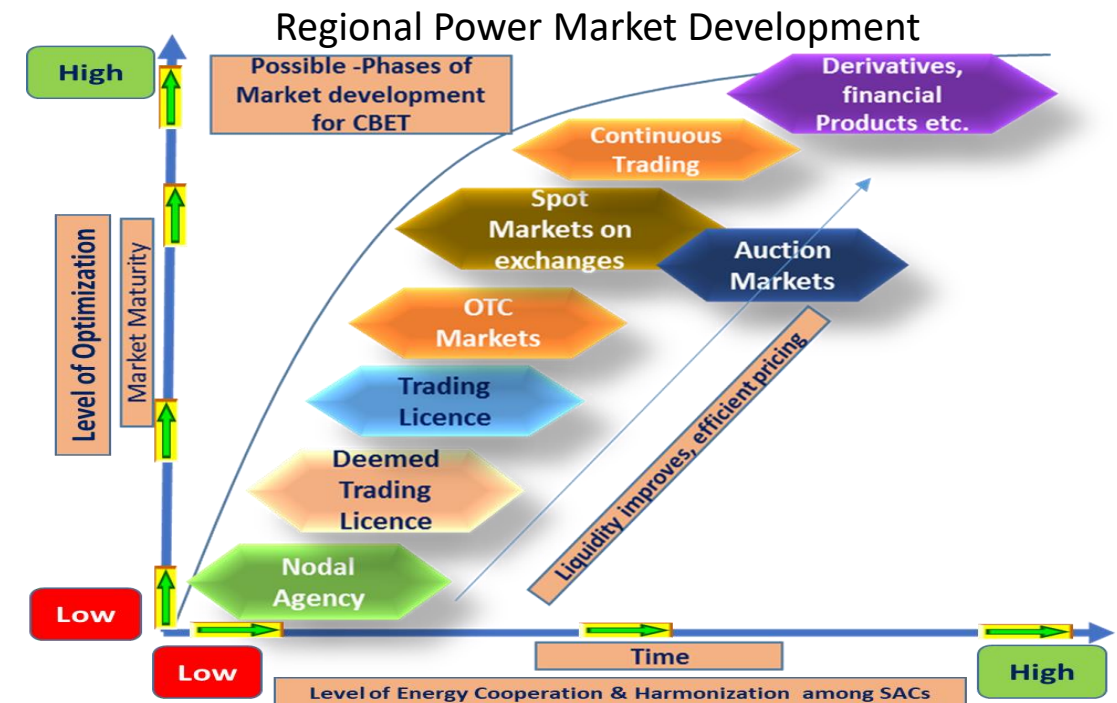 Regional Power Market Development
High
Possible -Phases of
Market development
for CBET
Derivatives,
financial
Products etc.
Continuous
Trading
Spot
Markets on
exchanges
Auction
Markets
OTC
Markets
Trading
Licence
Deemed
Trading
Licence
Nodal
Agency
Level of Optimization
Market Maturity
Liquidity improves, efficient pricing
Low
Low
Time
High
Level of Energy Cooperation & Harmonization among SACs